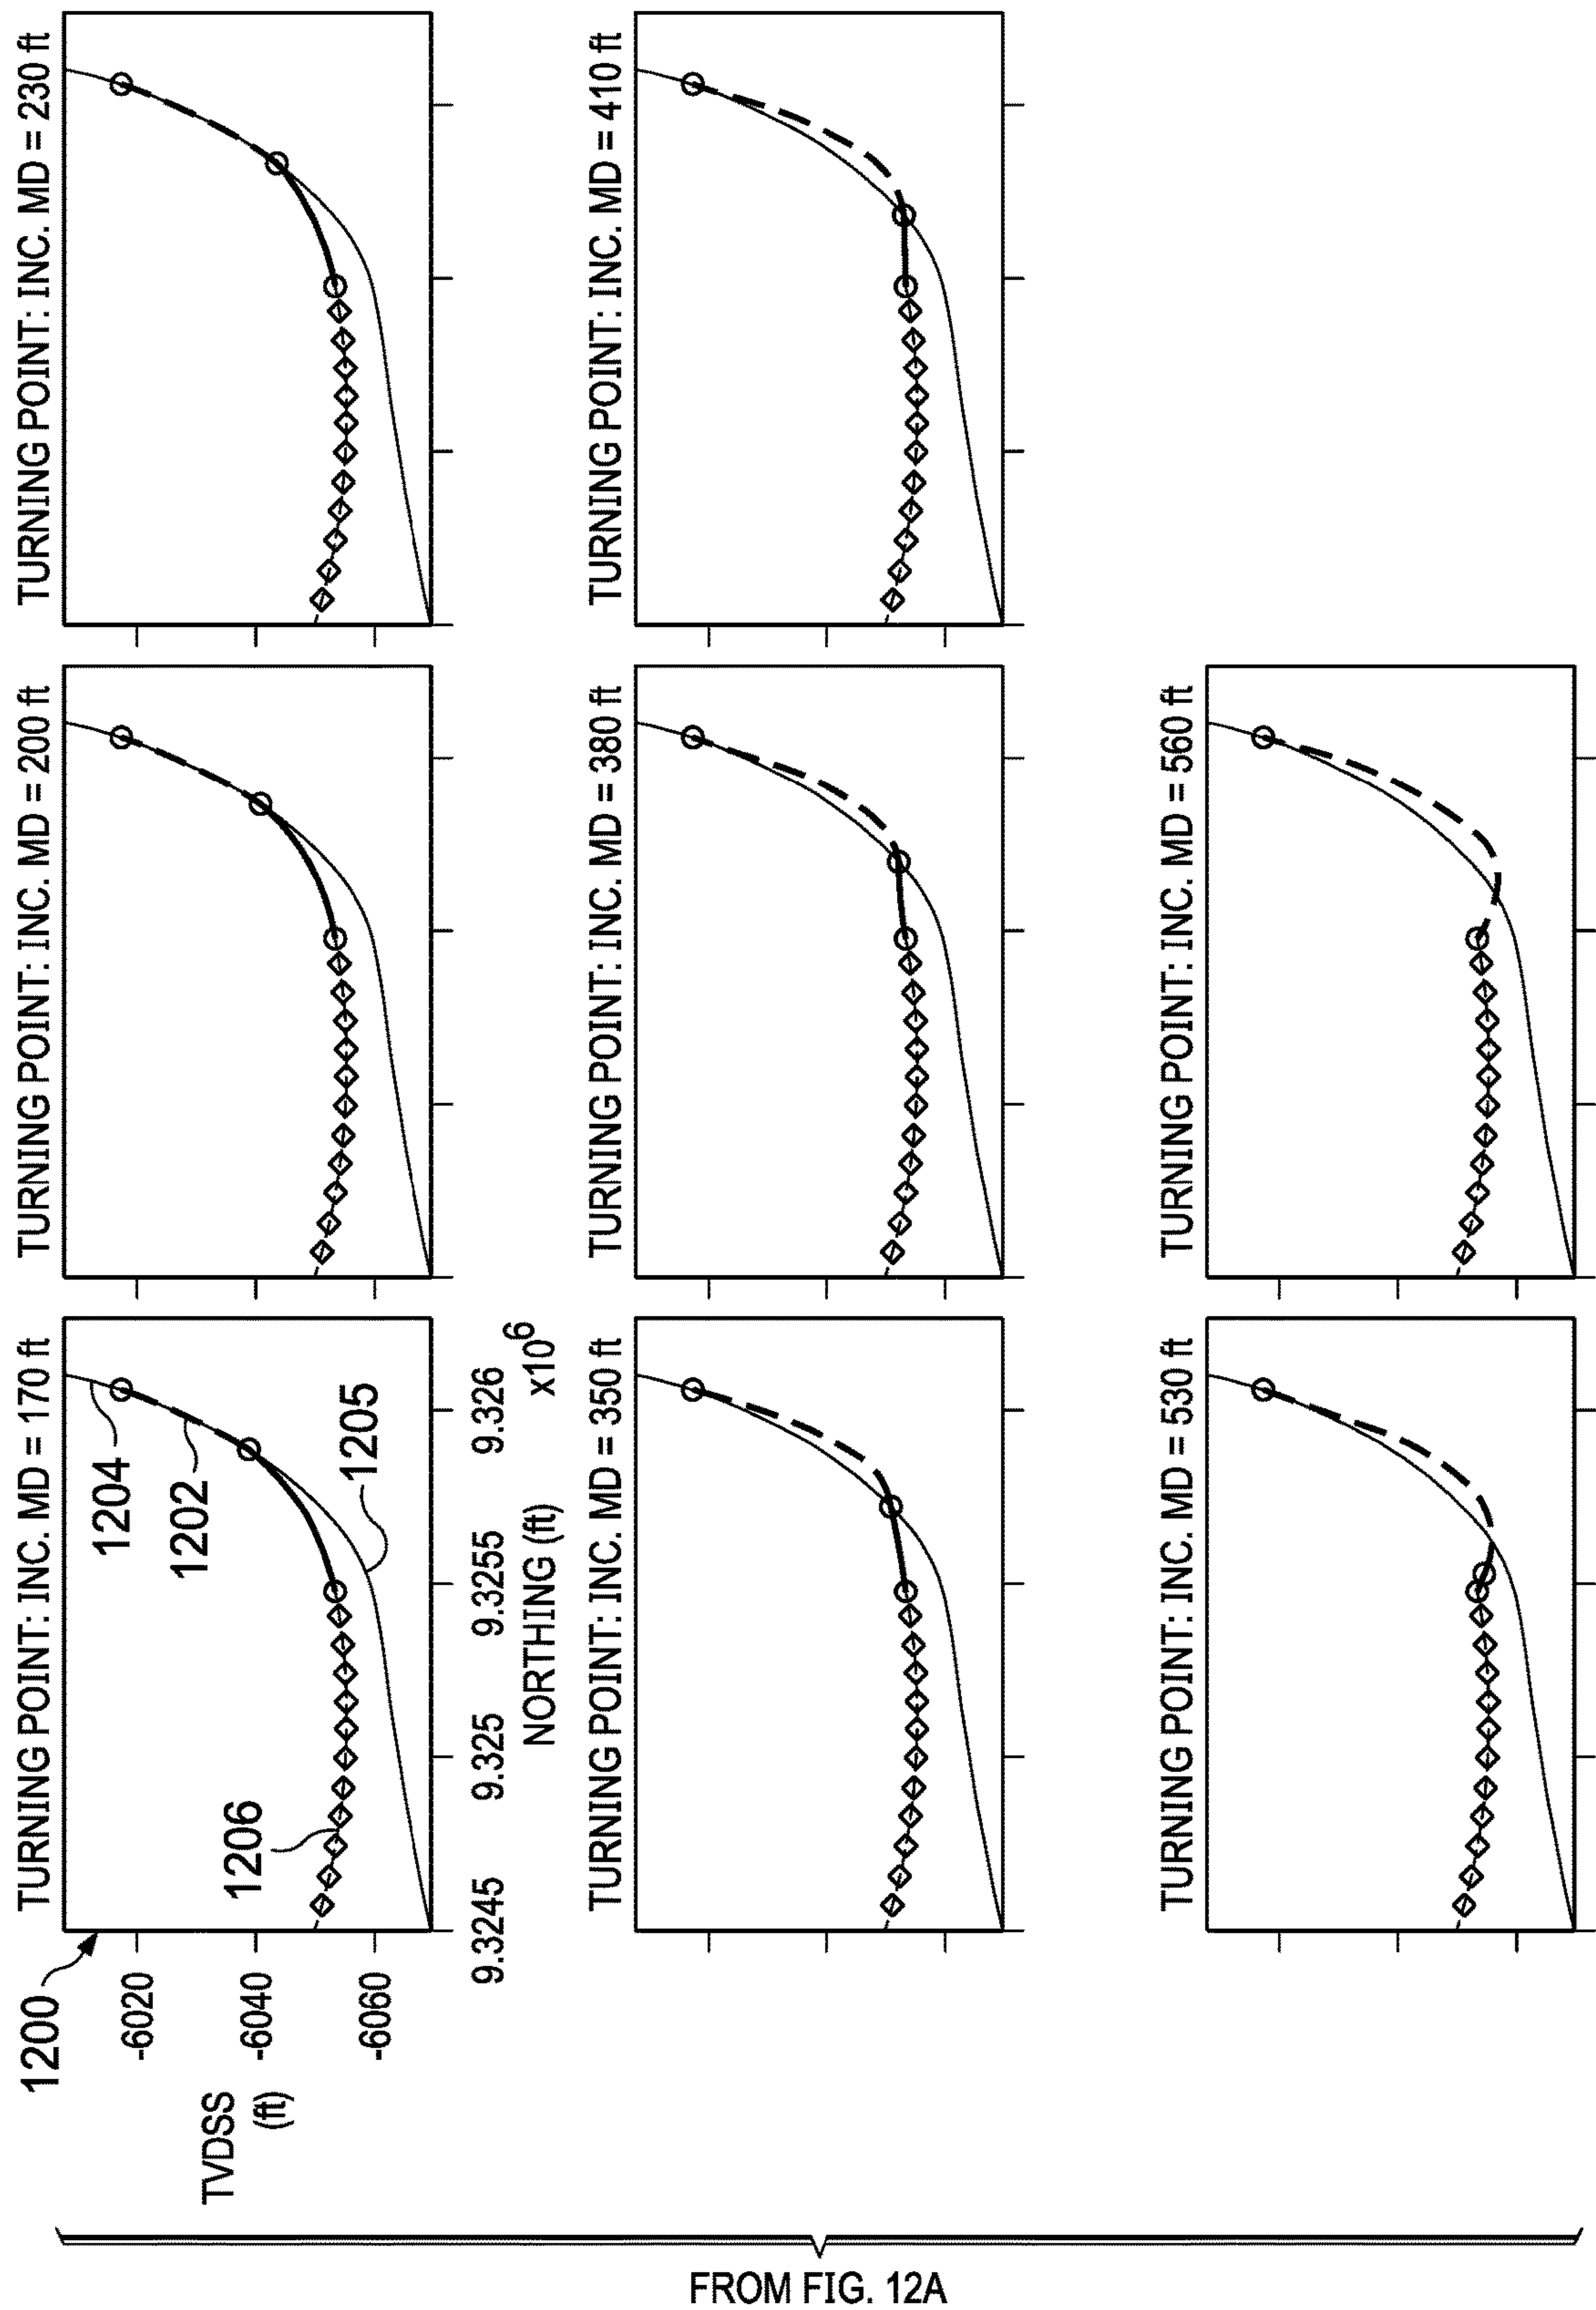 1200
TURNING POINT: INC. MD = 170 ft
TURNING POINT: INC. MD = 200 ft
TURNING POINT: INC. MD = 230 ft
TVDSS
(ft)
-6020
-6040
-6060
1204
1202
1206
1205
9.3245
9.325
9.3255
9.326
NORTHING (ft)
x10⁶
TURNING POINT: INC. MD = 350 ft
TURNING POINT: INC. MD = 380 ft
TURNING POINT: INC. MD = 410 ft
TURNING POINT: INC. MD = 530 ft
TURNING POINT: INC. MD = 560 ft
FROM FIG. 12A